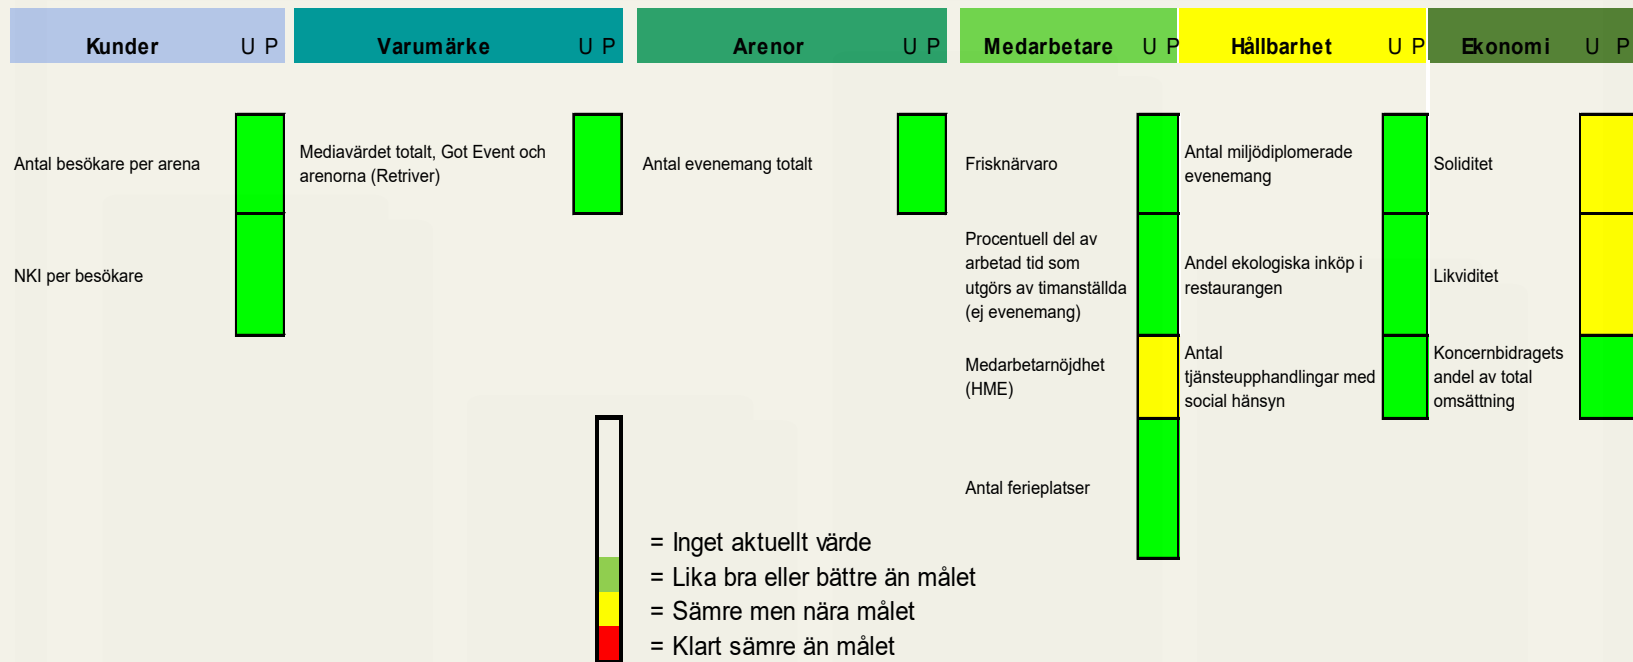 Kunder U P
Varumärke U P
Arenor U P
Medarbetare U P
Hållbarhet U P
Ekonomi U P
Antal besökare per arena
Mediavärdet totalt, Got Event och
arenorna (Retriver)
Antal evenemang totalt
Frisknärvaro
Antal miljödiplomerade
evenemang
Soliditet
NKI per besökare
Procentuell del av
arbetad tid som
utgörs av timanställda
(ej evenemang)
Andel ekologiska inköp i
restaurangen
Likviditet
Medarbetarnöjdhet
(HME)
Antal
tjänsteupphandlingar med
social hänsyn
Koncernbidragets
andel av total
omsättning
Antal ferieplatser
= Inget aktuellt värde
= Lika bra eller bättre än målet
= Sämre men nära målet
= Klart sämre än målet